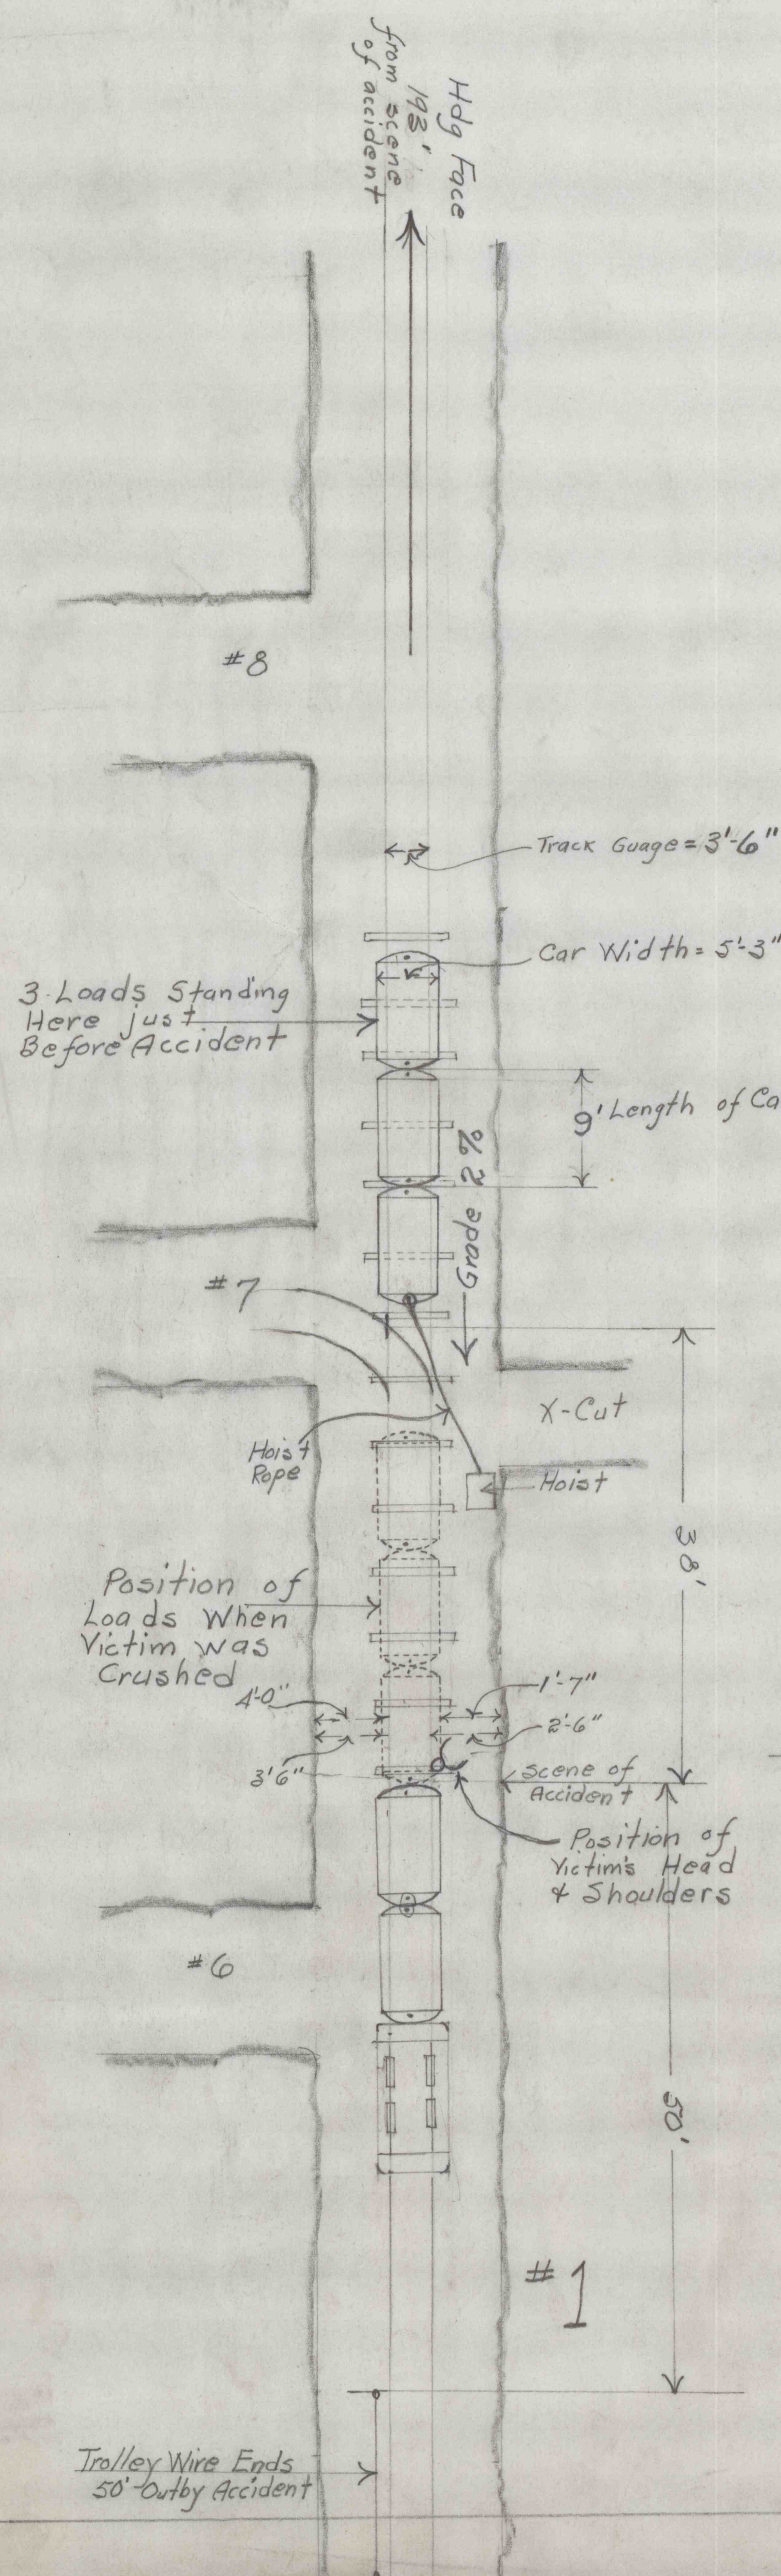 Hdg Face
193'
from scene
of accident
#8
Track Guage = 3'-6"
Car Width = 5'-3"
3-Loads Standing
Here just
Before Accident
9' Length of Ca
2% Grade
#7
X-Cut
Hoist
Rope
Hoist
38'
Position of
Loads When
Victim was
Crushed
4'-0"
1'-7"
2'-6"
3'6"
Scene of
Accident
Position of
Victim's Head
& Shoulders
#6
50'
#1
Trolley Wire Ends
50'-Outby Accident